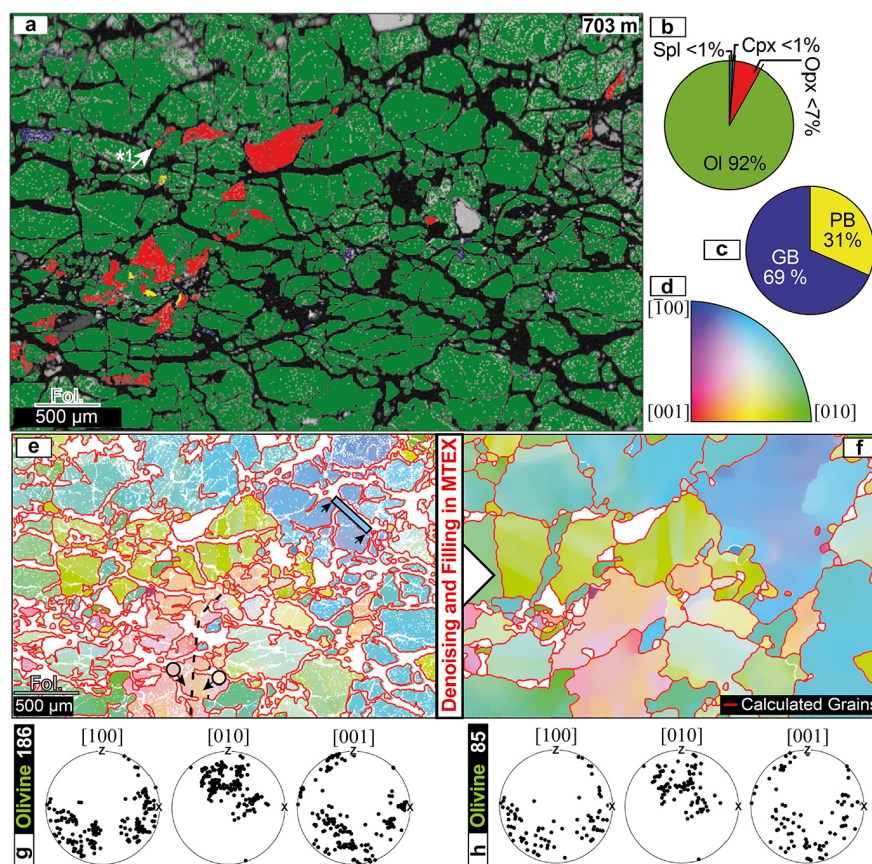 a
703 m
*1
Fol.
500 µm
b
Spl <1%
Cpx <1%
Opx <7%
Ol 92%
c
PB
31%
GB
69 %
d
[1̄00]
[001]
[010]
e
Fol.
500 µm
Denoising and Filling in MTEX
f
Calculated Grains
g
Olivine 186
[100]
[010]
[001]
z
z
z
x
x
x
h
Olivine 85
[100]
[010]
[001]
z
z
z
x
x
x